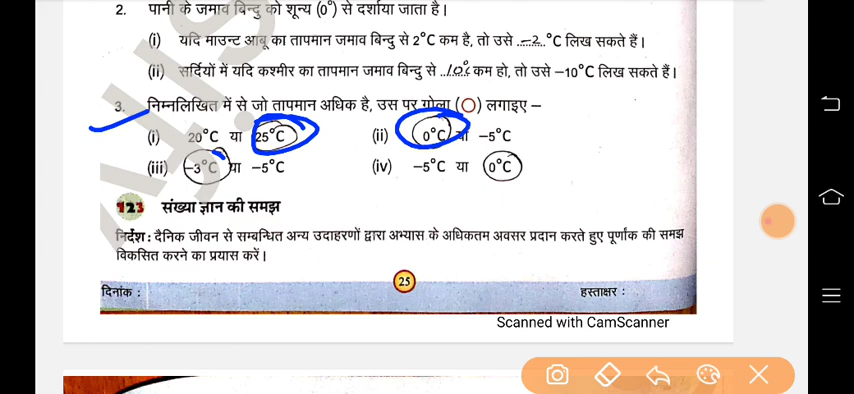 2. पानी के जमाव बिन्दु को शून्य (0°) से दर्शाया जाता है।
(i) यदि माउन्ट आबू का तापमान जमाव बिन्दु से 2°C कम है, तो उसे ...-2..°C लिख सकते हैं।
(ii) सर्दियों में यदि कश्मीर का तापमान जमाव बिन्दु से ..10°C कम हो, तो उसे –10°C लिख सकते हैं।
3. निम्नलिखित में से जो तापमान अधिक है, उस पर गोला (○) लगाइए –
(i) 20°C या 25°C (ii) 0°C या –5°C
(iii) –3°C या –5°C (iv) –5°C या 0°C
123 संख्या ज्ञान की समझ
निर्देश : दैनिक जीवन से सम्बन्धित अन्य उदाहरणों द्वारा अभ्यास के अधिकतम अवसर प्रदान करते हुए पूर्णांक की समझ
विकसित करने का प्रयास करें।
25
दिनांक : हस्ताक्षर :
Scanned with CamScanner